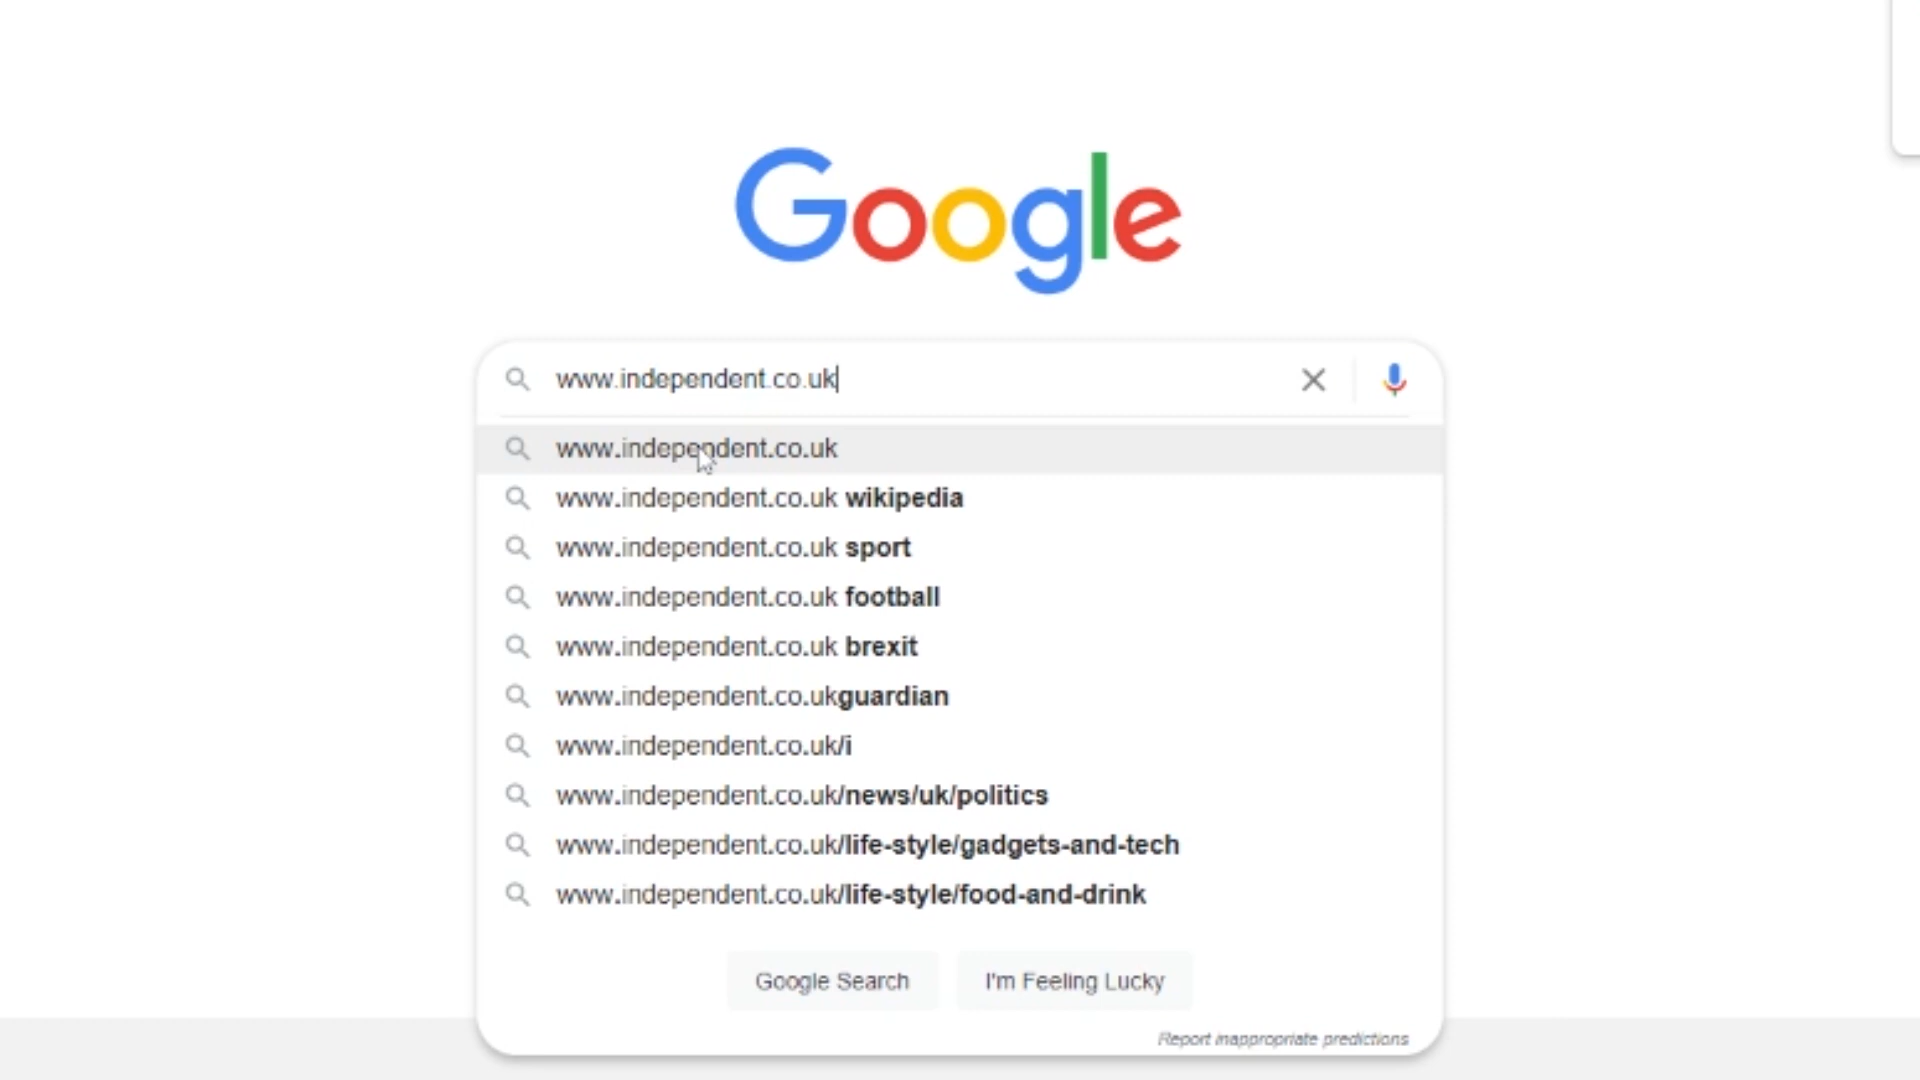 Google
www.independent.co.uk
www.independent.co.uk
www.independent.co.uk wikipedia
www.independent.co.uk sport
www.independent.co.uk football
www.independent.co.uk brexit
www.independent.co.ukguardian
www.independent.co.uk/i
www.independent.co.uk/news/uk/politics
www.independent.co.uk/life-style/gadgets-and-tech
www.independent.co.uk/life-style/food-and-drink
Google Search I'm Feeling Lucky
Report inappropriate predictions